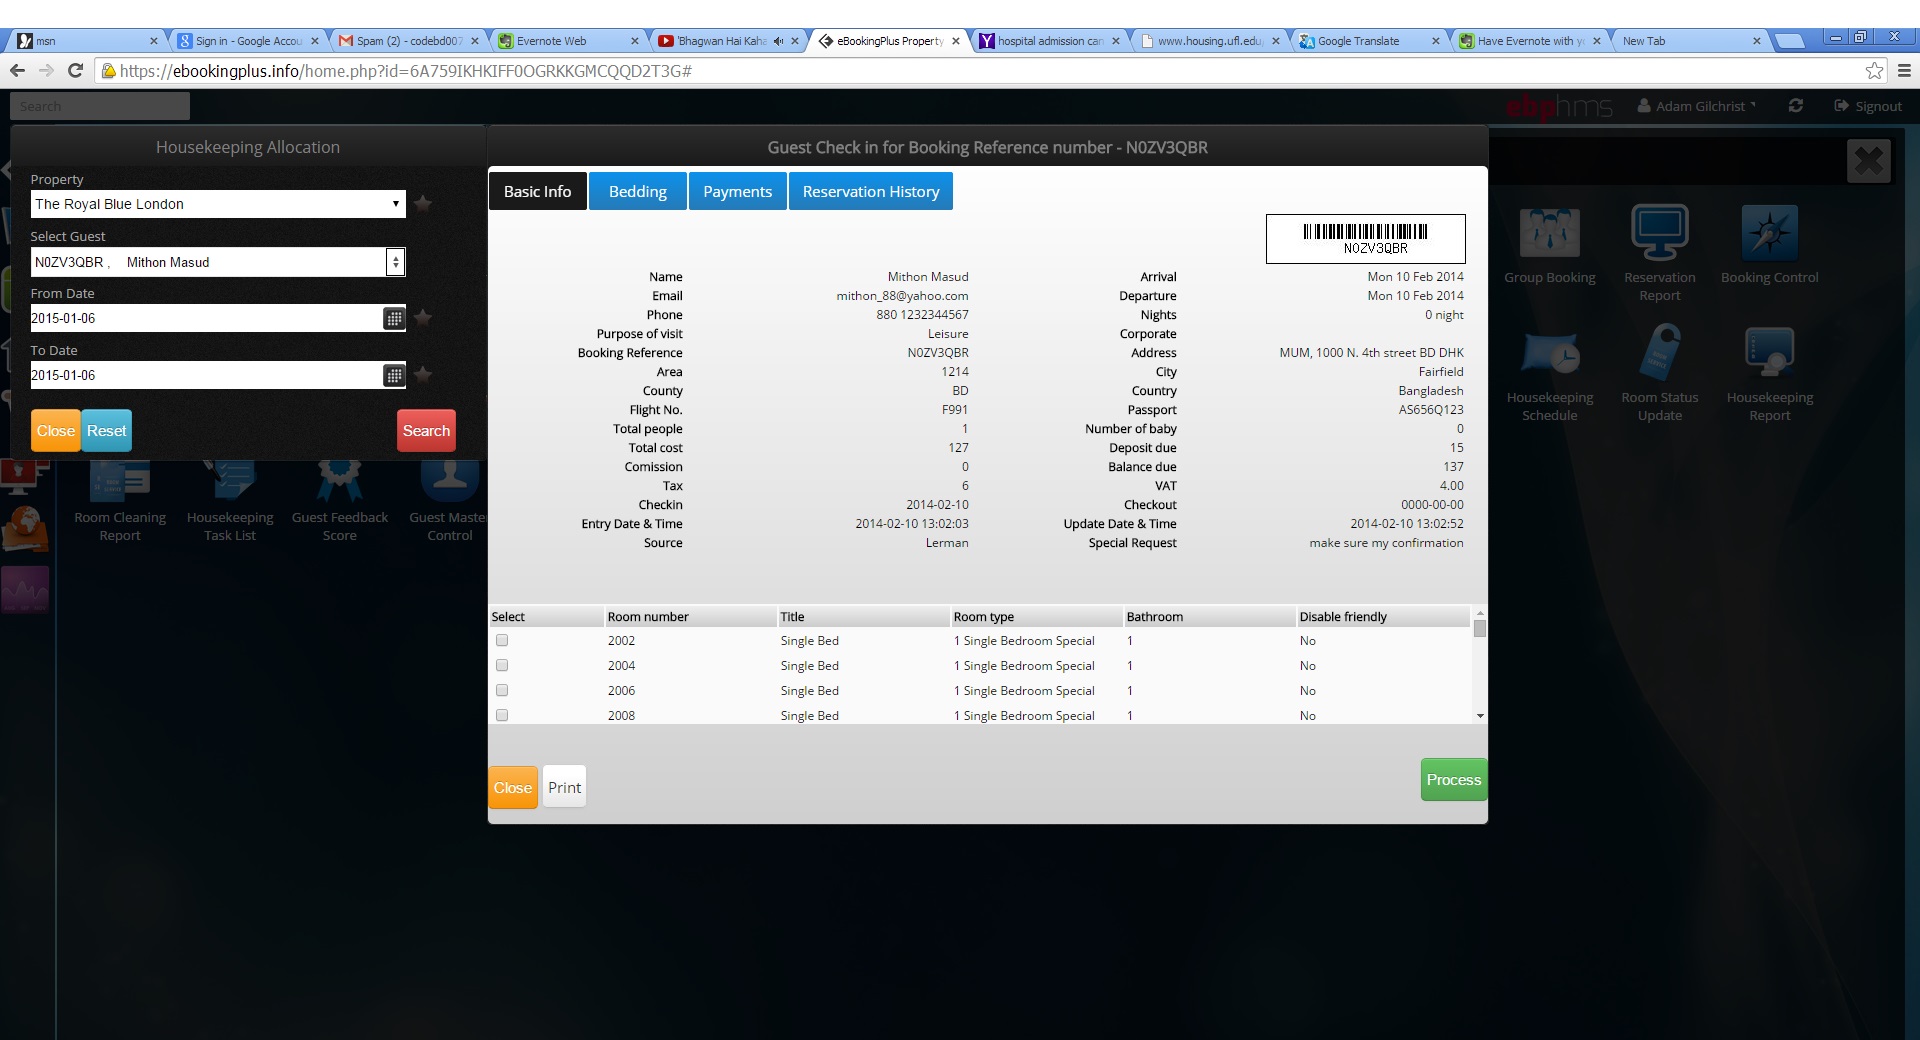 msn
Sign in - Google Accou
Spam (2) - codebd007
Evernote Web
'Bhagwan Hai Kaha
eBookingPlus Property
hospital admission can
www.housing.ufl.edu
Google Translate
Have Evernote with yo
New Tab
https://ebookingplus.info/home.php?id=6A759IKHKIFF0OGRKKGMCQQD2T3G#
Search
ebphms
Adam Gilchrist
Signout
Housekeeping Allocation
Property
The Royal Blue London
Select Guest
N0ZV3QBR , Mithon Masud
From Date
2015-01-06
To Date
2015-01-06
Close Reset Search
Room Cleaning
Report
Housekeeping
Task List
Guest Feedback
Score
Guest Master
Control
Guest Check in for Booking Reference number - N0ZV3QBR
Basic Info Bedding Payments Reservation History
N0ZV3QBR
Name Mithon Masud Arrival Mon 10 Feb 2014
Email mithon_88@yahoo.com Departure Mon 10 Feb 2014
Phone 880 1232344567 Nights 0 night
Purpose of visit Leisure Corporate
Booking Reference N0ZV3QBR Address MUM, 1000 N. 4th street BD DHK
Area 1214 City Fairfield
County BD Country Bangladesh
Flight No. F991 Passport AS656Q123
Total people 1 Number of baby 0
Total cost 127 Deposit due 15
Comission 0 Balance due 137
Tax 6 VAT 4.00
Checkin 2014-02-10 Checkout 0000-00-00
Entry Date & Time 2014-02-10 13:02:03 Update Date & Time 2014-02-10 13:02:52
Source Lerman Special Request make sure my confirmation
Select Room number Title Room type Bathroom Disable friendly
2002 Single Bed 1 Single Bedroom Special 1 No
2004 Single Bed 1 Single Bedroom Special 1 No
2006 Single Bed 1 Single Bedroom Special 1 No
2008 Single Bed 1 Single Bedroom Special 1 No
Close Print Process
Group Booking
Reservation
Report
Booking Control
Housekeeping
Schedule
Room Status
Update
Housekeeping
Report